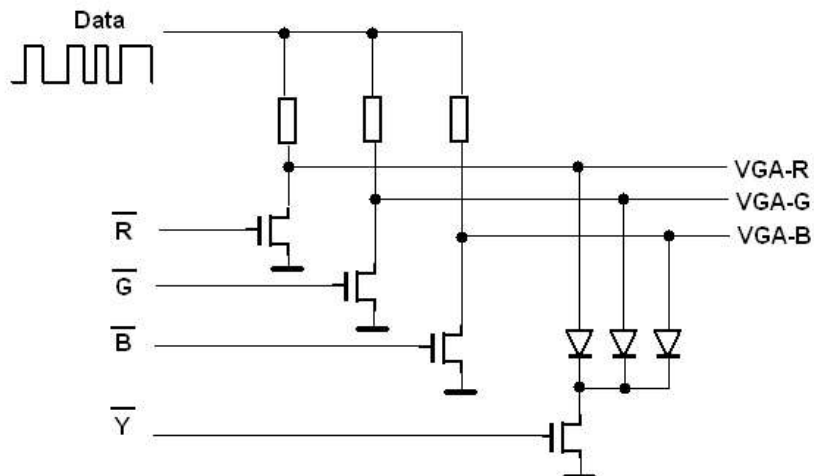 Data
VGA-R
VGA-G
VGA-B
R̅
G̅
B̅
Y̅